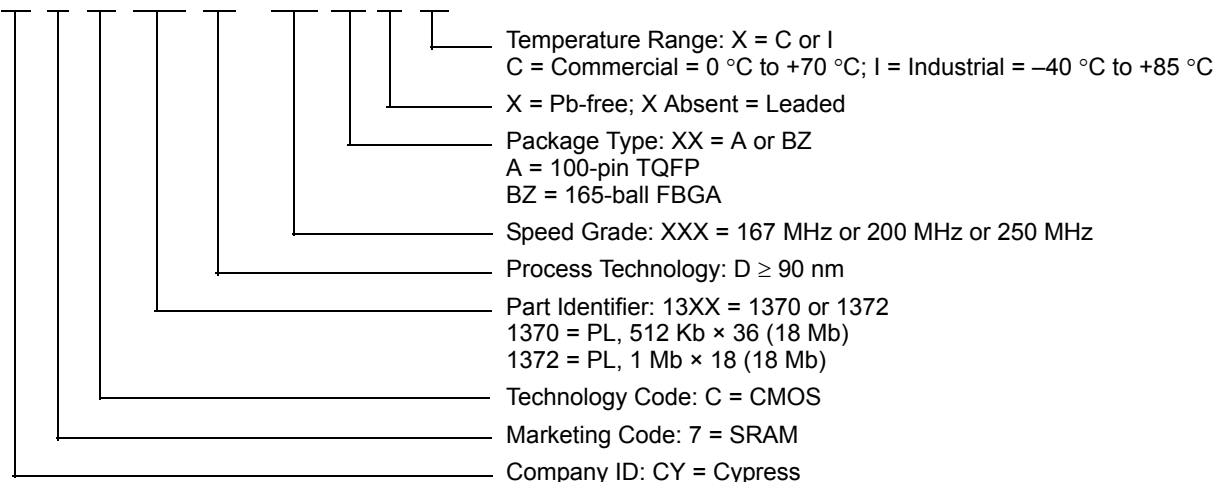 Temperature Range: X = C or I
C = Commercial = 0 °C to +70 °C; I = Industrial = –40 °C to +85 °C
X = Pb-free; X Absent = Leaded
Package Type: XX = A or BZ
A = 100-pin TQFP
BZ = 165-ball FBGA
Speed Grade: XXX = 167 MHz or 200 MHz or 250 MHz
Process Technology: D ≥ 90 nm
Part Identifier: 13XX = 1370 or 1372
1370 = PL, 512 Kb × 36 (18 Mb)
1372 = PL, 1 Mb × 18 (18 Mb)
Technology Code: C = CMOS
Marketing Code: 7 = SRAM
Company ID: CY = Cypress